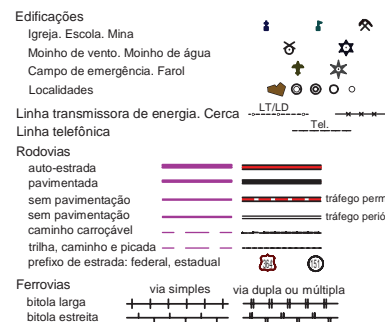 Edificações
Igreja. Escola. Mina
Moinho de vento. Moinho de água
Campo de emergência. Farol
Localidades
Linha transmissora de energia. Cerca LT/LD
Linha telefônica Tel.
Rodovias
auto-estrada
pavimentada
sem pavimentação tráfego perm
sem pavimentação tráfego perió
caminho carroçável
trilha, caminho e picada
prefixo de estrada: federal, estadual 364 151
Ferrovias via simples via dupla ou múltipla
bitola larga
bitola estreita